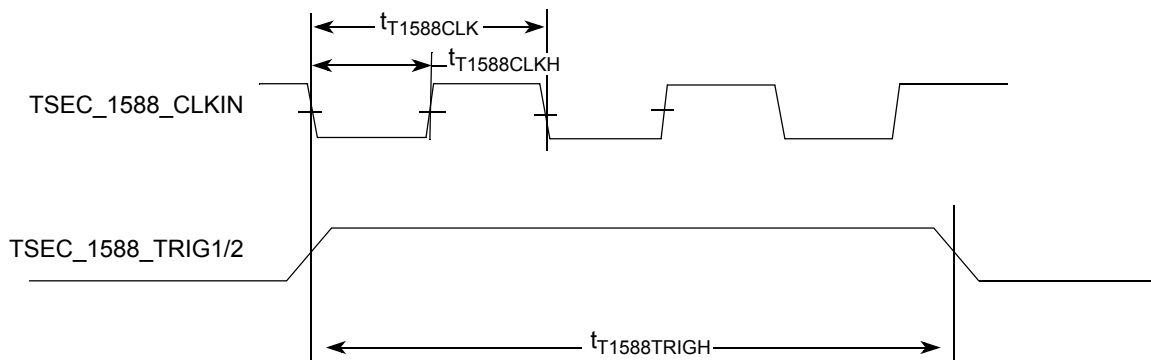 tT1588CLK
tT1588CLKH
TSEC_1588_CLKIN
TSEC_1588_TRIG1/2
tT1588TRIGH